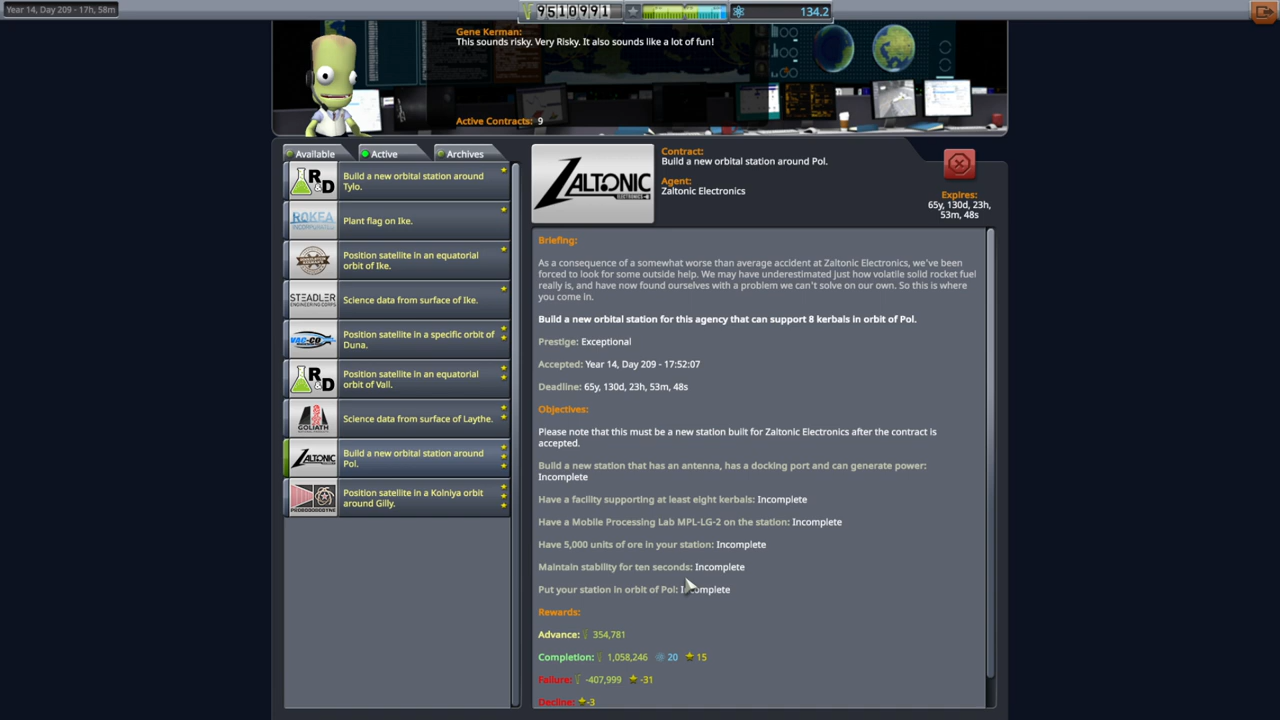 Year 14, Day 209 - 17h, 58m
9510991
134.2
Gene Kerman:
This sounds risky. Very Risky. It also sounds like a lot of fun!
Active Contracts: 9
Available
Active
Archives
R&D
Build a new orbital station around
Tylo.
ROKEA
Plant flag on Ike.
Position satellite in an equatorial
orbit of Ike.
STEADLER
ENGINEERING CORPS
Science data from surface of Ike.
VAC-CO
Position satellite in a specific orbit of
Duna.
R&D
Position satellite in an equatorial
orbit of Vall.
GOLIATH
Science data from surface of Laythe.
ZALTONIC
Build a new orbital station around
Pol.
PROBODOBODYNE
Position satellite in a Kolniya orbit
around Gilly.
ZALTONIC
ELECTRONICS
Contract:
Build a new orbital station around Pol.
Agent:
Zaltonic Electronics
Expires:
65y, 130d, 23h,
53m, 48s
Briefing:
As a consequence of a somewhat worse than average accident at Zaltonic Electronics, we've been
forced to look for some outside help. We may have underestimated just how volatile solid rocket fuel
really is, and have now found ourselves with a problem we can't solve on our own. So this is where
you come in.
Build a new orbital station for this agency that can support 8 kerbals in orbit of Pol.
Prestige: Exceptional
Accepted: Year 14, Day 209 - 17:52:07
Deadline: 65y, 130d, 23h, 53m, 48s
Objectives:
Please note that this must be a new station built for Zaltonic Electronics after the contract is
accepted.
Build a new station that has an antenna, has a docking port and can generate power:
Incomplete
Have a facility supporting at least eight kerbals: Incomplete
Have a Mobile Processing Lab MPL-LG-2 on the station: Incomplete
Have 5,000 units of ore in your station: Incomplete
Maintain stability for ten seconds: Incomplete
Put your station in orbit of Pol: Incomplete
Rewards:
Advance: 354,781
Completion: 1,058,246 20 15
Failure: -407,999 -31
Decline: -3